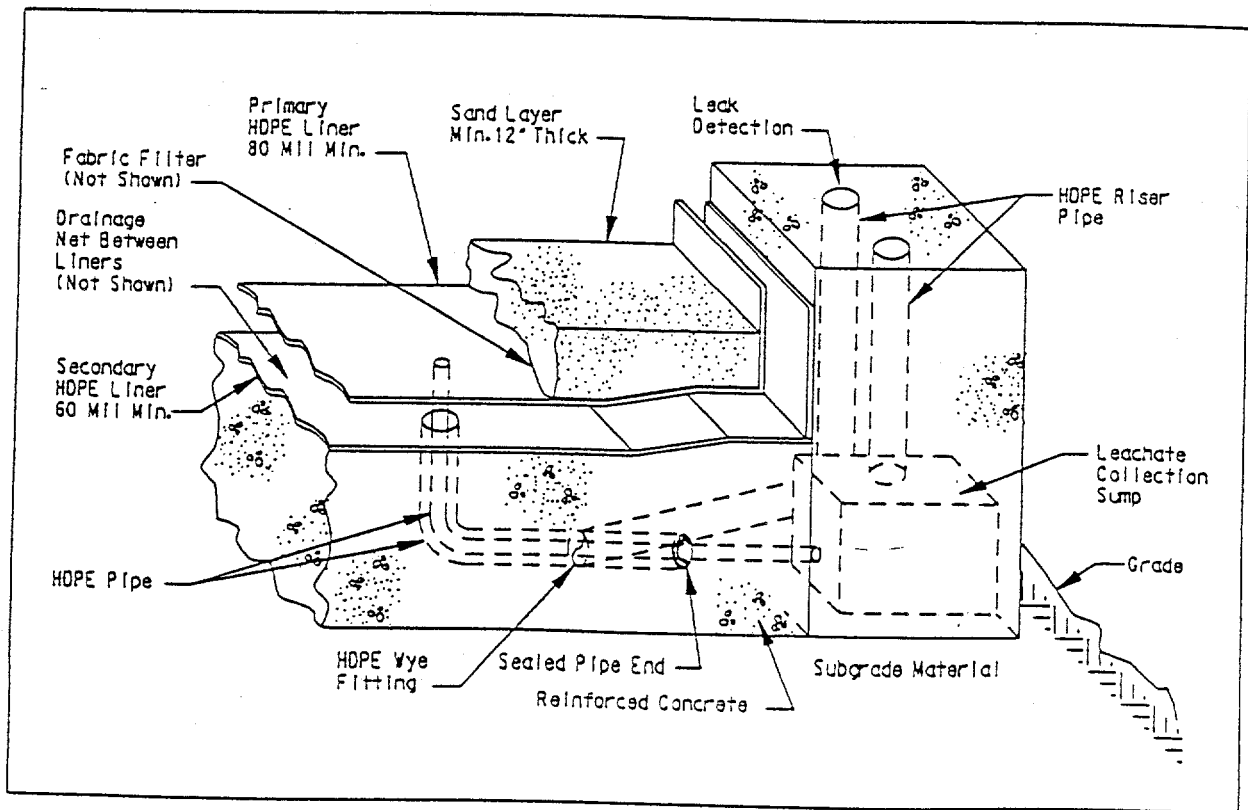 Primary
HDPE Liner
80 Mil Min.
Sand Layer
Min. 12" Thick
Leak
Detection
Fabric Filter
(Not Shown)
HDPE Riser
Pipe
Drainage
Net Between
Liners
(Not Shown)
Secondary
HDPE Liner
60 Mil Min.
Leachate
Collection
Sump
HDPE Pipe
Grade
HDPE Wye
Fitting
Sealed Pipe End
Subgrade Material
Reinforced Concrete